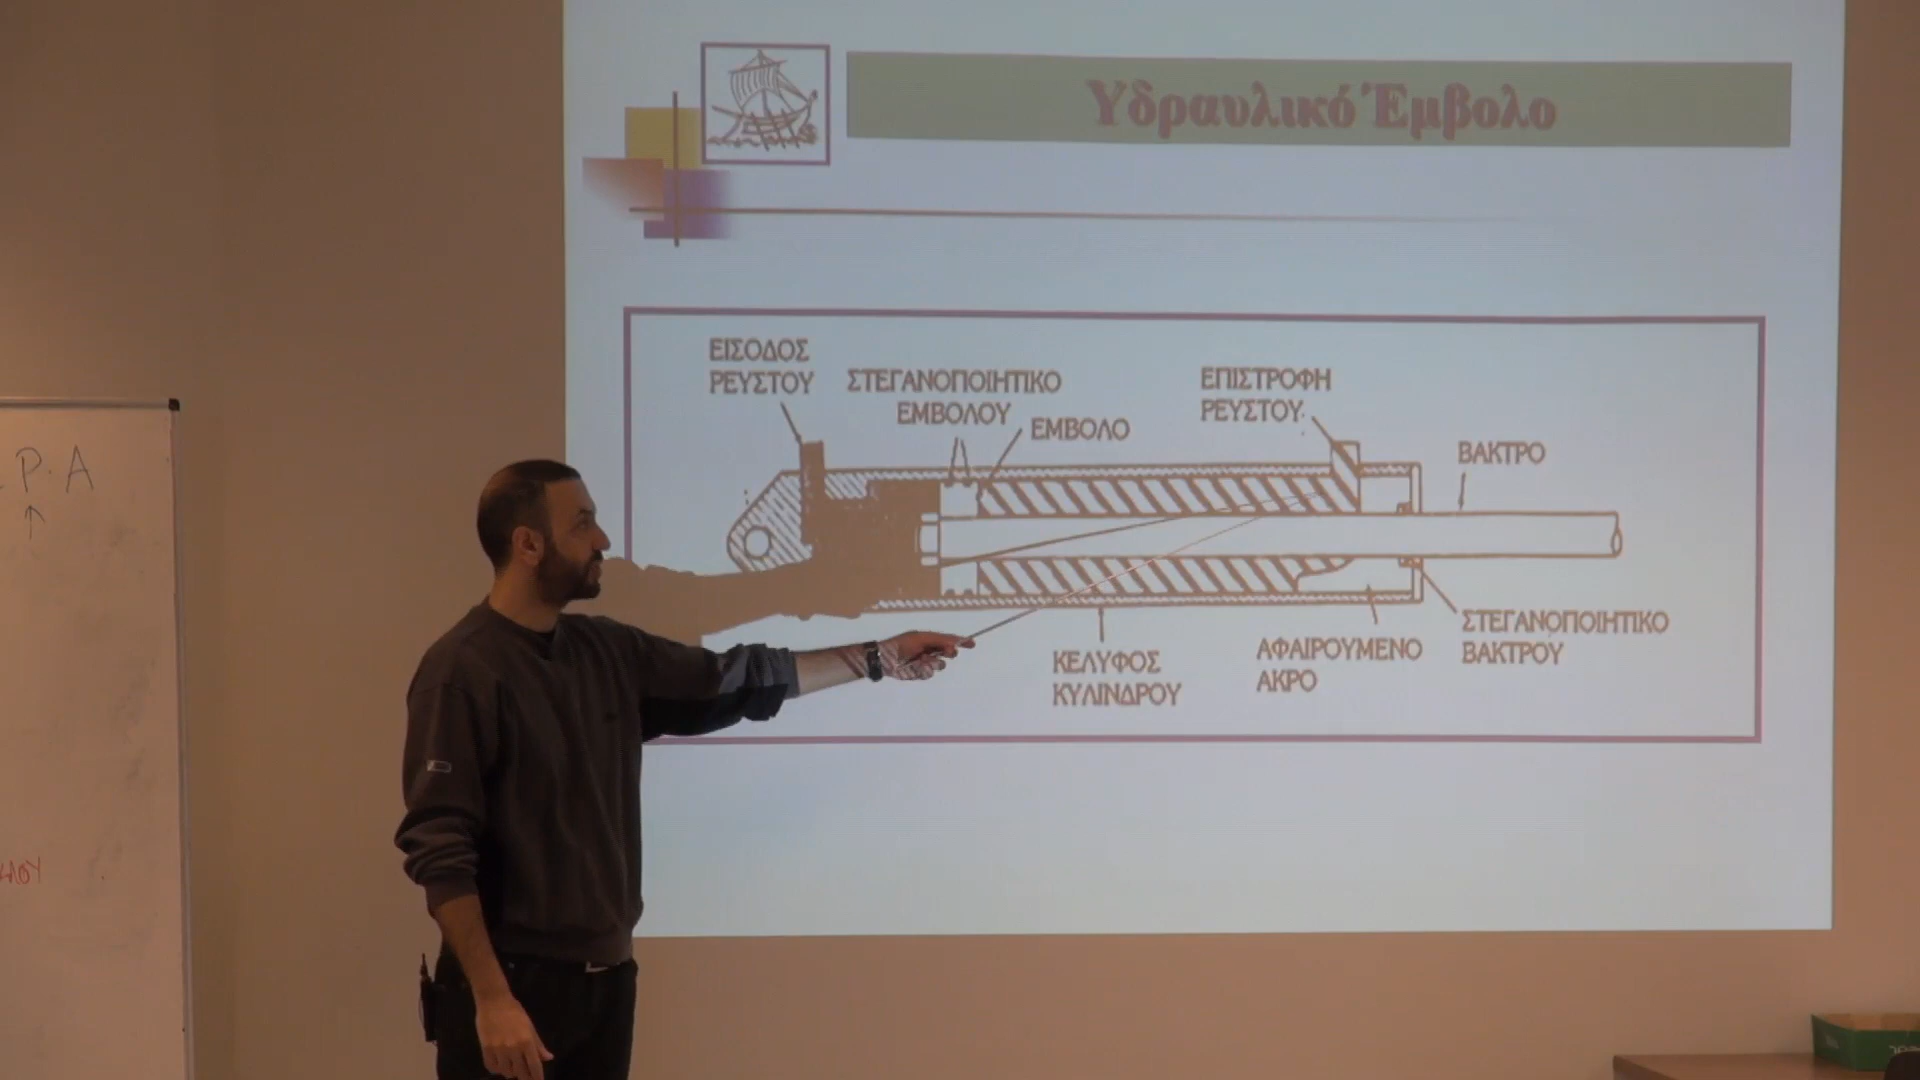 Υδραυλικό Έμβολο
ΕΙΣΟΔΟΣ
ΡΕΥΣΤΟΥ
ΣΤΕΓΑΝΟΠΟΙΗΤΙΚΟ
ΕΜΒΟΛΟΥ
ΕΜΒΟΛΟ
ΕΠΙΣΤΡΟΦΗ
ΡΕΥΣΤΟΥ
ΒΑΚΤΡΟ
ΣΤΕΓΑΝΟΠΟΙΗΤΙΚΟ
ΒΑΚΤΡΟΥ
ΑΦΑΙΡΟΥΜΕΝΟ
ΑΚΡΟ
ΚΕΛΥΦΟΣ
ΚΥΛΙΝΔΡΟΥ
P·A